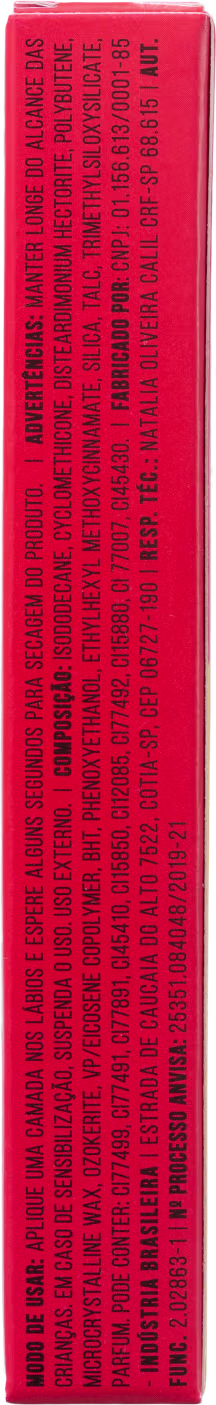 MODO DE USAR: APLIQUE UMA CAMADA NOS LÁBIOS E ESPERE ALGUNS SEGUNDOS PARA SECAGEM DO PRODUTO. | ADVERTÊNCIAS: MANTER LONGE DO ALCANCE DAS
CRIANÇAS. EM CASO DE SENSIBILIZAÇÃO, SUSPENDA O USO. USO EXTERNO. | COMPOSIÇÃO: ISODODECANE, CYCLOMETHICONE, DISTEARDIMONIUM HECTORITE, POLYBUTENE,
MICROCRYSTALLINE WAX, OZOKERITE, VP/EICOSENE COPOLYMER, BHT, PHENOXYETHANOL, ETHYLHEXYL METHOXYCINNAMATE, SILICA, TALC, TRIMETHYLSILOXYSILICATE,
PARFUM. PODE CONTER: CI77499, CI77491, CI77891, CI45410, CI15850, CI12085, CI77492, CI15880, CI 77007, CI45430. | FABRICADO POR: CNPJ: 01.156.613/0001-85
- INDÚSTRIA BRASILEIRA | ESTRADA DE CAUCAIA DO ALTO 7522, COTIA-SP, CEP 06727-190 | RESP. TÉC.: NATALIA OLIVEIRA CALIL CRF-SP 68.615 | AUT.
FUNC. 2.02863-1 | Nº PROCESSO ANVISA: 25351.084048/2019-21